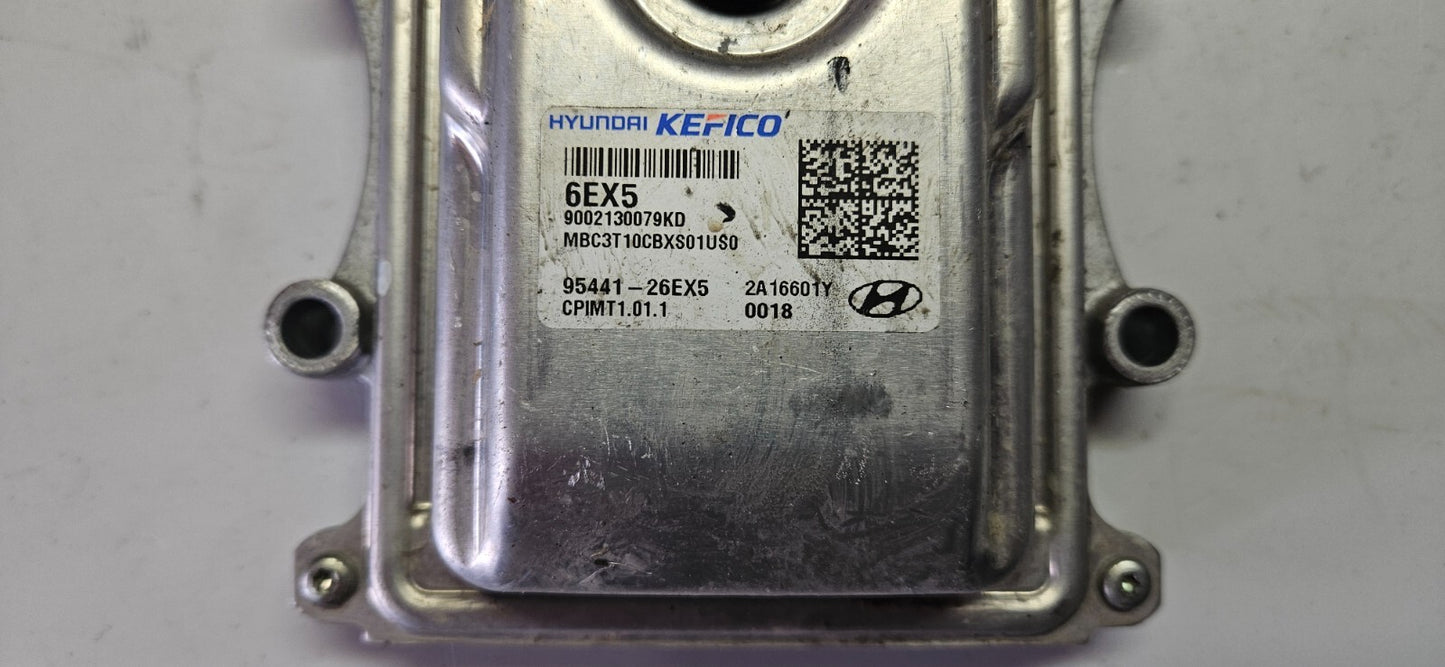 HYUNDAI KEFICO
6EX5
9002130079KD
MBC3T10CBXS01US0
95441-26EX5 2A16601Y
CPIMT1.01.1 0018